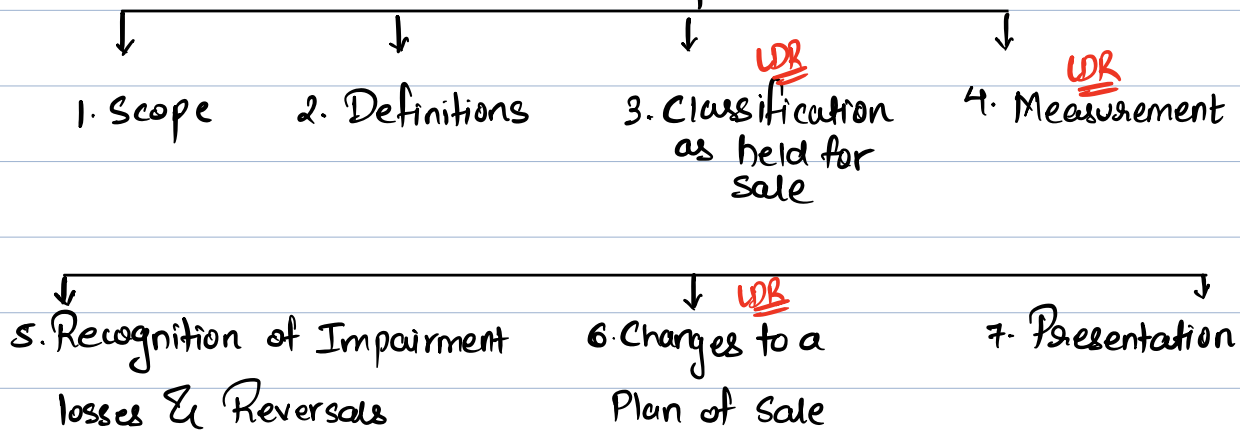 LDR
LDR
1. Scope 2. Definitions 3. Classification 4. Measurement
as held for
sale
LDR
5. Recognition of Impairment 6. Changes to a 7. Presentation
losses & Reversals Plan of Sale